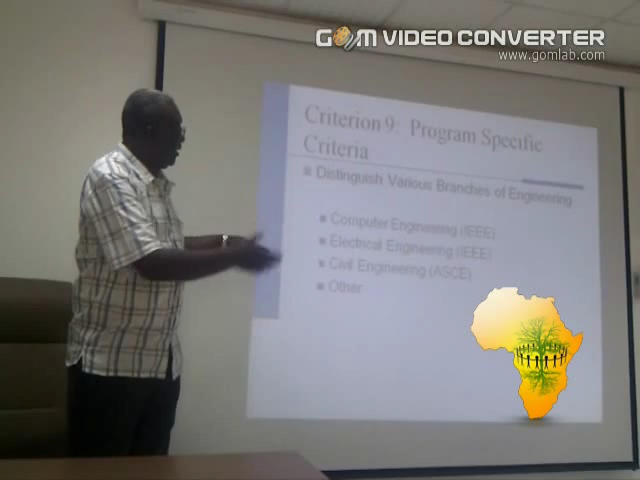 GOM VIDEO CONVERTER
www.gomlab.com
Criterion 9: Program Specific
Criteria
Distinguish Various Branches of Engineering
Computer Engineering (IEEE)
Electrical Engineering (IEEE)
Civil Engineering (ASCE)
Other